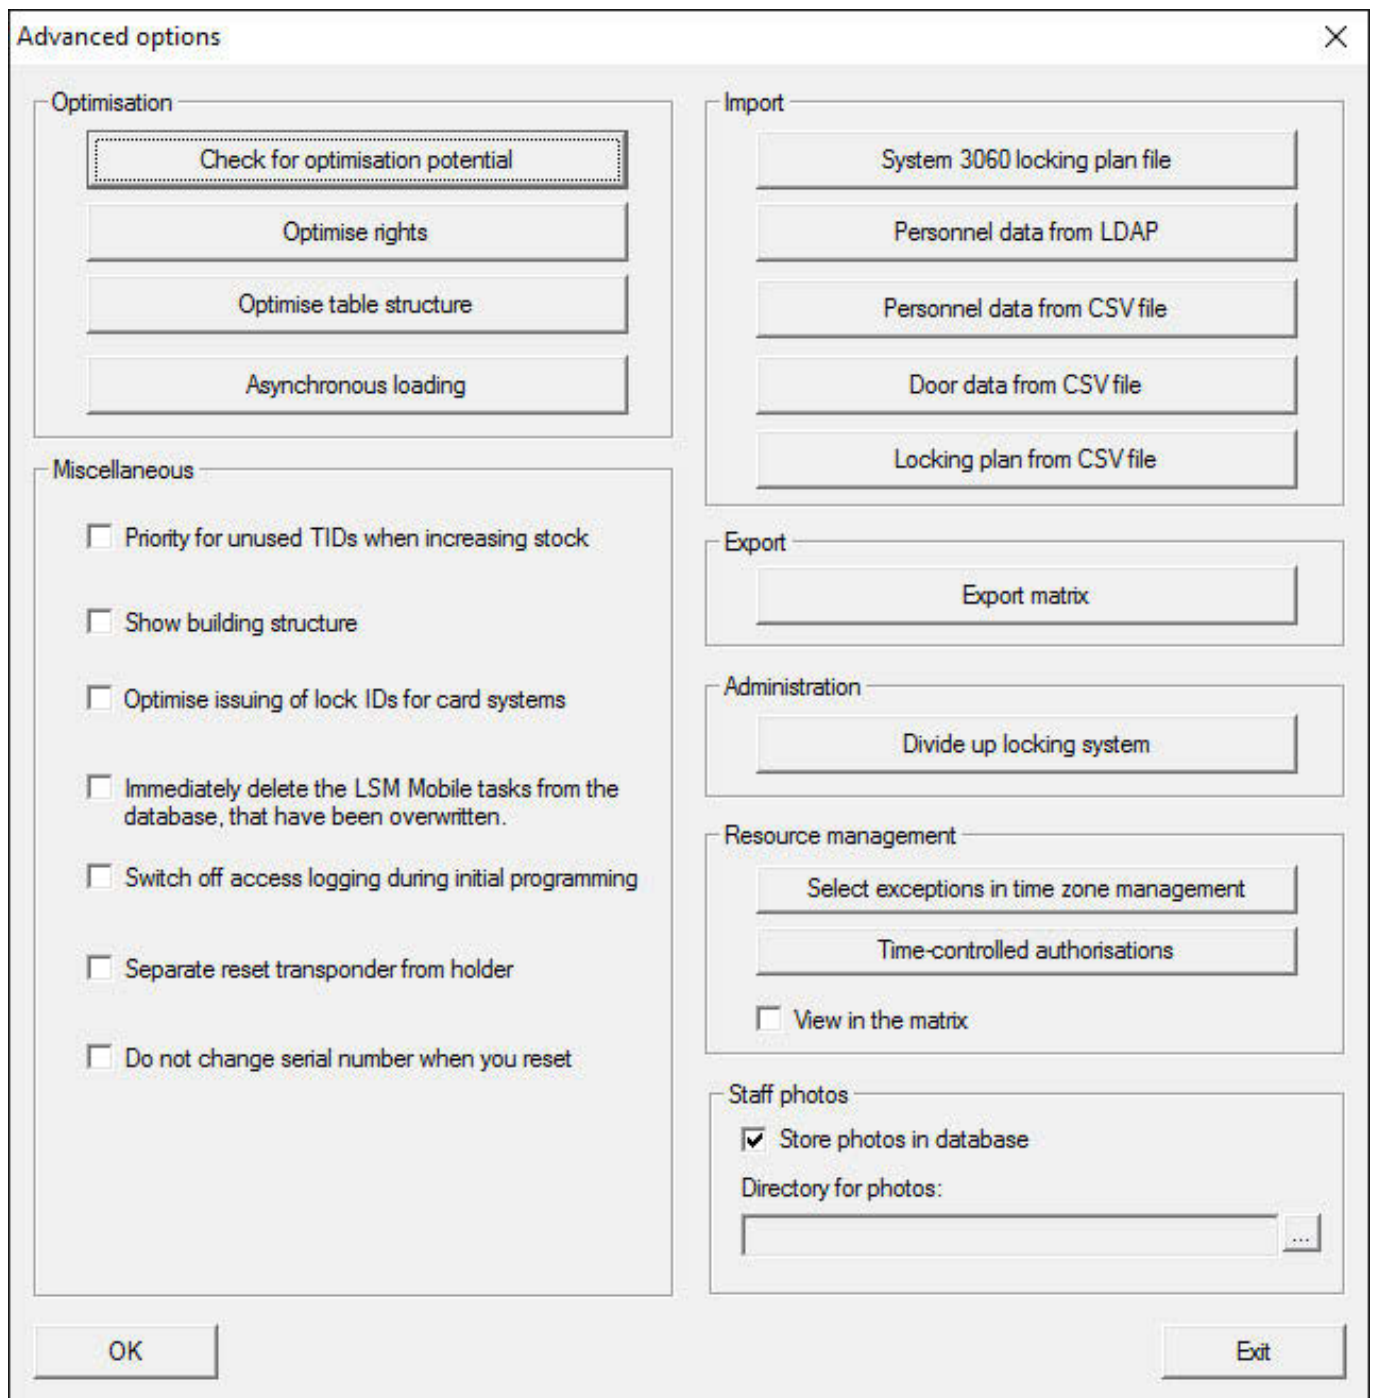 Advanced options
Optimisation
Check for optimisation potential
Optimise rights
Optimise table structure
Asynchronous loading
Miscellaneous
Priority for unused TIDs when increasing stock
Show building structure
Optimise issuing of lock IDs for card systems
Immediately delete the LSM Mobile tasks from the
database, that have been overwritten.
Switch off access logging during initial programming
Separate reset transponder from holder
Do not change serial number when you reset
Import
System 3060 locking plan file
Personnel data from LDAP
Personnel data from CSV file
Door data from CSV file
Locking plan from CSV file
Export
Export matrix
Administration
Divide up locking system
Resource management
Select exceptions in time zone management
Time-controlled authorisations
View in the matrix
Staff photos
Store photos in database
Directory for photos:
...
OK
Exit